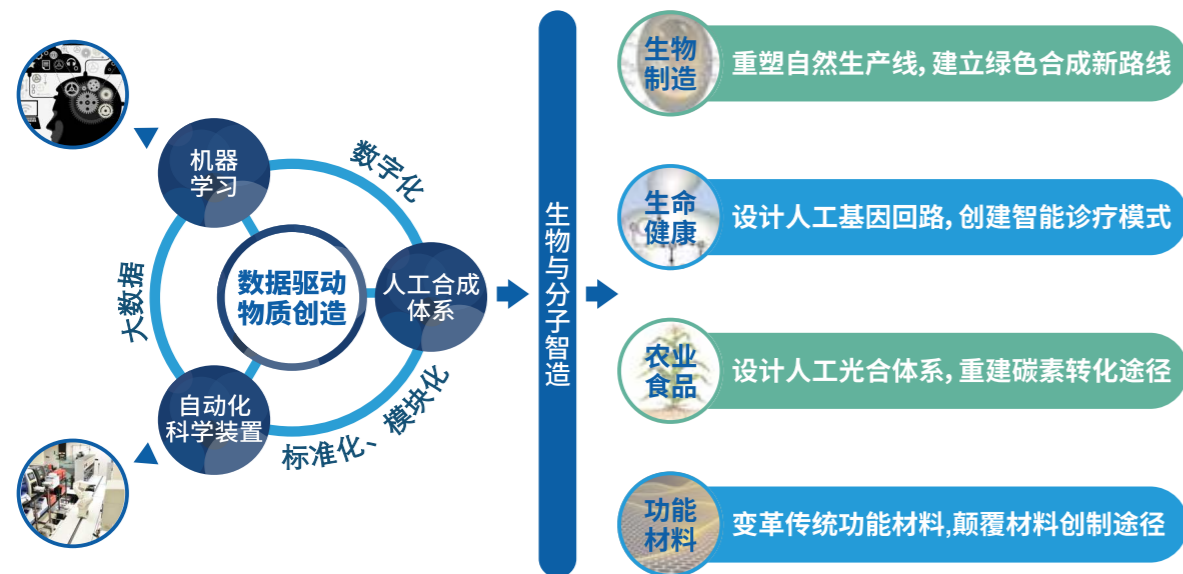 机器
学习
数字化
大数据
数据驱动
物质创造
人工合成
体系
自动化
科学装置
标准化、模块化
生物与分子智造
生物
制造
重塑自然生产线, 建立绿色合成新路线
生命
健康
设计人工基因回路, 创建智能诊疗模式
农业
食品
设计人工光合体系, 重建碳素转化途径
功能
材料
变革传统功能材料,颠覆材料创制途径